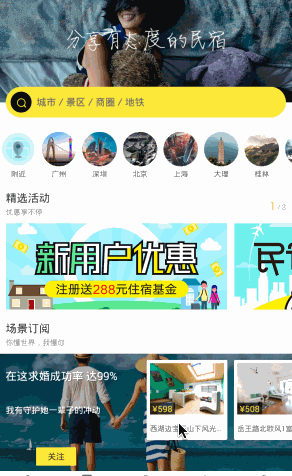 分享有态度的民宿
城市 / 景区 / 商圈 / 地铁
附近 广州 深圳 北京 上海 大理 桂林
精选活动
优惠享不停
1 / 3
新用户优惠
注册送288元住宿基金
民
场景订阅
你懂世界，我懂你
在这求婚成功率 达99%
我有守护她一辈子的冲动
¥598
¥508
西湖边宝
山下风光...
岳王路北欧风1室
关注